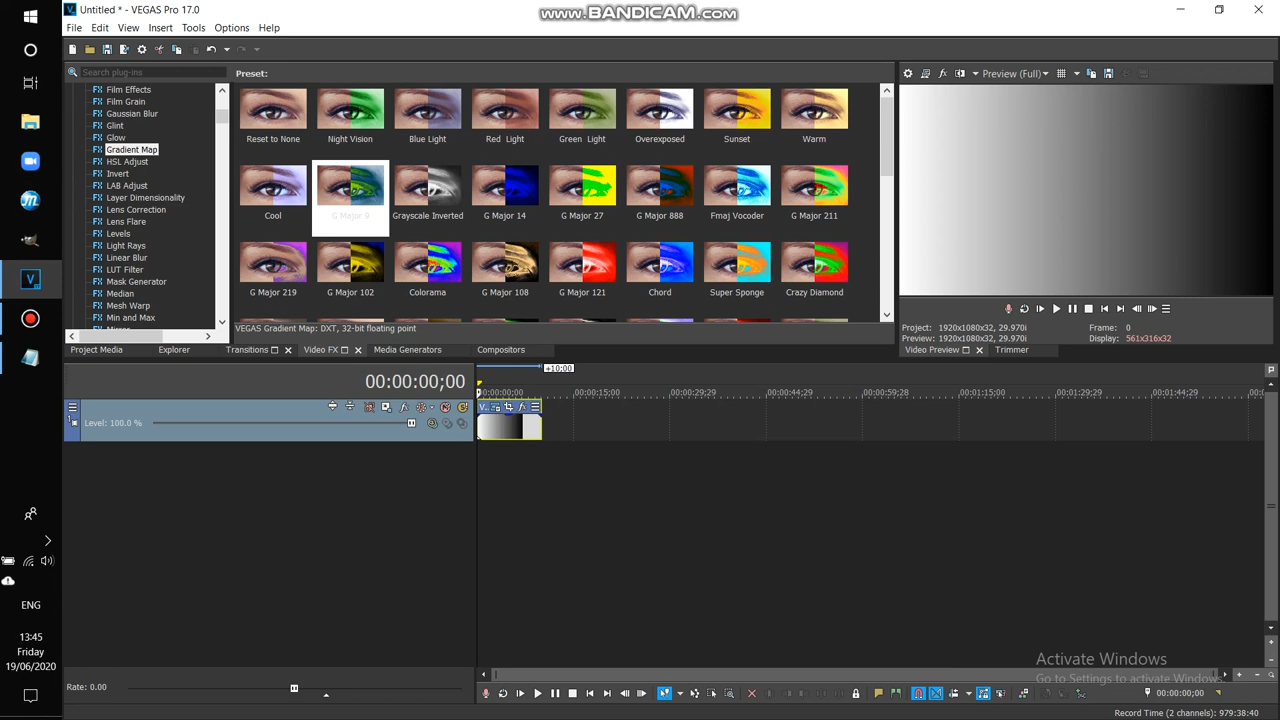 Untitled * - VEGAS Pro 17.0
www.BANDICAM.com
File Edit View Insert Tools Options Help
Search plug-ins
Preset:
Preview (Full)
Film Effects
Film Grain
Gaussian Blur
Glint
Glow
Gradient Map
HSL Adjust
Invert
LAB Adjust
Layer Dimensionality
Lens Correction
Lens Flare
Levels
Light Rays
Linear Blur
LUT Filter
Mask Generator
Median
Mesh Warp
Min and Max
Reset to None Night Vision Blue Light Red Light Green Light Overexposed Sunset Warm
Cool G Major 9 Grayscale Inverted G Major 14 G Major 27 G Major 888 Fmaj Vocoder G Major 211
G Major 219 G Major 102 Colorama G Major 108 G Major 121 Chord Super Sponge Crazy Diamond
VEGAS Gradient Map: DXT, 32-bit floating point
Project Media Explorer Transitions Video FX Media Generators Compositors
Project: 1920x1080x32, 29.970i Frame: 0
Preview: 1920x1080x32, 29.970i Display: 561x316x32
Video Preview Trimmer
00:00:00;00
+10;00
00:00:00;00 00:00:15;00 00:00:29;29 00:00:44;29 00:00:59;28 00:01:15;00 00:01:29;29 00:01:44;29
Level: 100.0 %
Rate: 0.00
Activate Windows
Go to Settings to activate Windows.
00:00:00;00
Record Time (2 channels): 979:38:40
ENG
13:45
Friday
19/06/2020